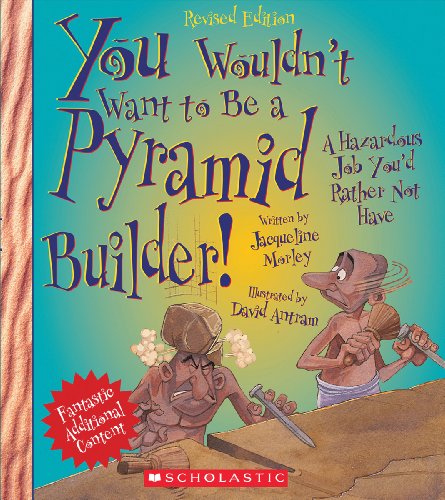 Revised Edition
You Wouldn't
Want to Be a
Pyramid
Builder!
A Hazardous
Job You'd
Rather Not
Have
Written by
Jacqueline
Morley
Illustrated by
David Antram
Fantastic
Additional
Content
SCHOLASTIC